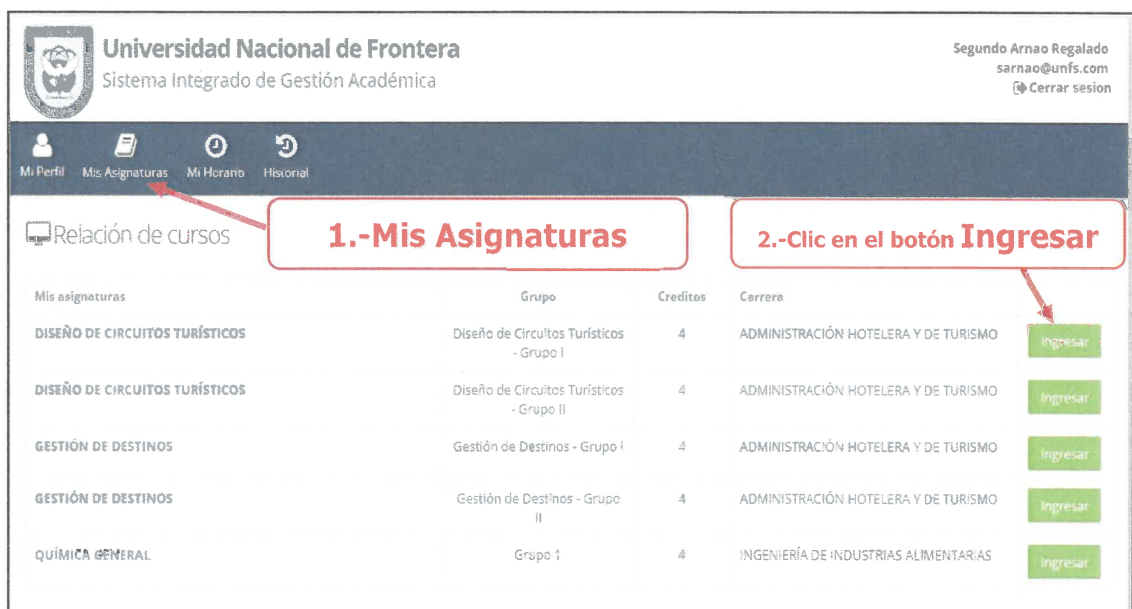 Universidad Nacional de Frontera
Sistema Integrado de Gestión Académica
Segundo Arnao Regalado
sarnao@unfs.com
Cerrar sesion
Mi Perfil Mis Asignaturas Mi Horario Historial
Relación de cursos
1.-Mis Asignaturas
2.-Clic en el botón Ingresar
Mis asignaturas Grupo Creditos Carrera
DISEÑO DE CIRCUITOS TURÍSTICOS Diseño de Circuitos Turísticos 4 ADMINISTRACIÓN HOTELERA Y DE TURISMO Ingresar
- Grupo I
DISEÑO DE CIRCUITOS TURÍSTICOS Diseño de Circuitos Turísticos 4 ADMINISTRACIÓN HOTELERA Y DE TURISMO Ingresar
- Grupo II
GESTIÓN DE DESTINOS Gestión de Destinos - Grupo I 4 ADMINISTRACIÓN HOTELERA Y DE TURISMO Ingresar
GESTIÓN DE DESTINOS Gestión de Destinos - Grupo 4 ADMINISTRACIÓN HOTELERA Y DE TURISMO Ingresar
II
QUÍMICA GENERAL Grupo 1 4 INGENIERÍA DE INDUSTRIAS ALIMENTARIAS Ingresar